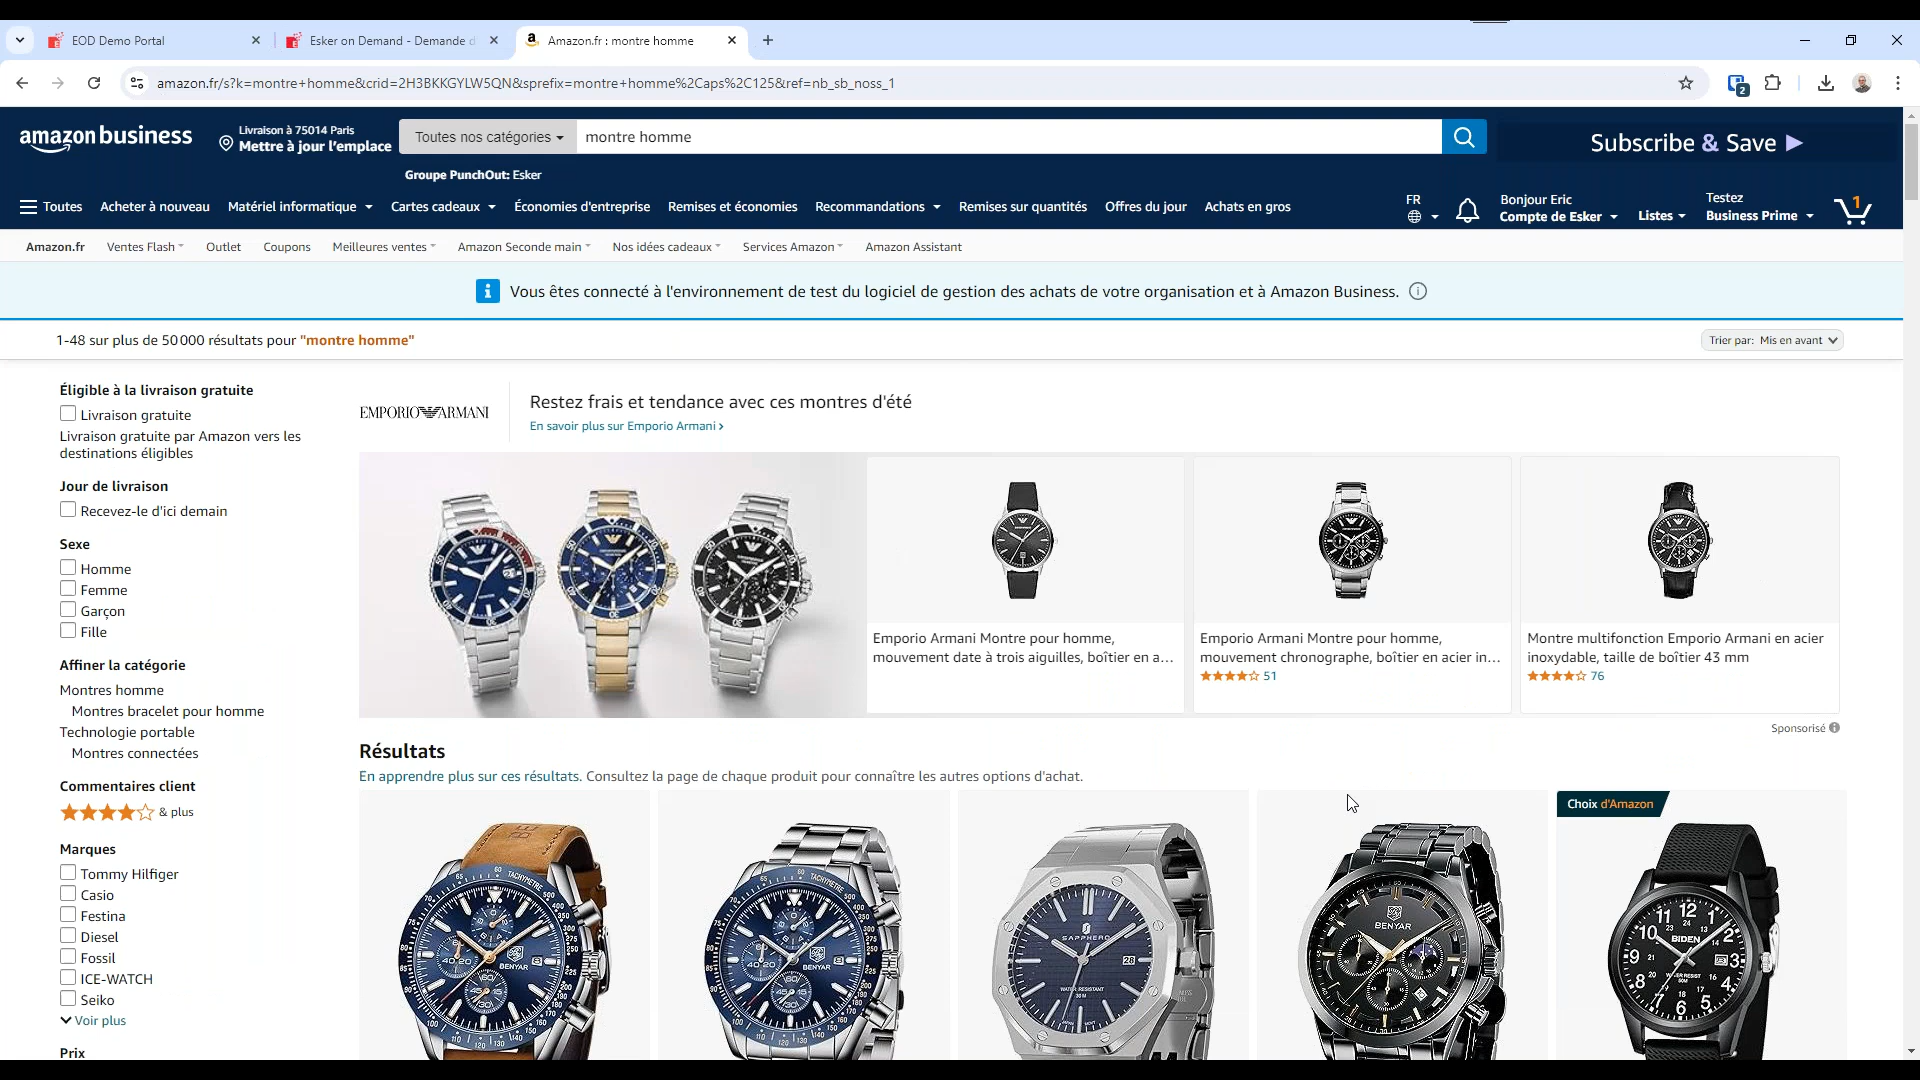 EOD Demo Portal
Esker on Demand - Demande d
Amazon.fr : montre homme
amazon.fr/s?k=montre+homme&crid=2H3BKKGYLW5QN&sprefix=montre+homme%2Caps%2C125&ref=nb_sb_noss_1
2
amazon business
Livraison à 75014 Paris
Mettre à jour l'emplace
Toutes nos catégories
montre homme
Subscribe & Save
Groupe PunchOut: Esker
Toutes
Acheter à nouveau
Matériel informatique
Cartes cadeaux
Économies d'entreprise
Remises et économies
Recommandations
Remises sur quantités
Offres du jour
Achats en gros
FR
Bonjour Eric
Compte de Esker
Listes
Testez
Business Prime
1
Amazon.fr
Ventes Flash
Outlet
Coupons
Meilleures ventes
Amazon Seconde main
Nos idées cadeaux
Services Amazon
Amazon Assistant
Vous êtes connecté à l'environnement de test du logiciel de gestion des achats de votre organisation et à Amazon Business.
1-48 sur plus de 50 000 résultats pour "montre homme"
Trier par: Mis en avant
Éligible à la livraison gratuite
Livraison gratuite
Livraison gratuite par Amazon vers les
destinations éligibles
Jour de livraison
Recevez-le d'ici demain
Sexe
Homme
Femme
Garçon
Fille
Affiner la catégorie
Montres homme
Montres bracelet pour homme
Technologie portable
Montres connectées
Commentaires client
& plus
Marques
Tommy Hilfiger
Casio
Festina
Diesel
Fossil
ICE-WATCH
Seiko
Voir plus
Prix
EMPORIO ARMANI
Restez frais et tendance avec ces montres d'été
En savoir plus sur Emporio Armani
Emporio Armani Montre pour homme,
mouvement date à trois aiguilles, boîtier en a...
Emporio Armani Montre pour homme,
mouvement chronographe, boîtier en acier in...
51
Montre multifonction Emporio Armani en acier
inoxydable, taille de boîtier 43 mm
76
Sponsorisé
Résultats
En apprendre plus sur ces résultats. Consultez la page de chaque produit pour connaître les autres options d'achat.
Choix d'Amazon
TACHYMETRE
BENYAR
TACHYMETRE
BENYAR
SAPPHERO
28
WATER RESISTANT
30M
BENYAR
BIDEN